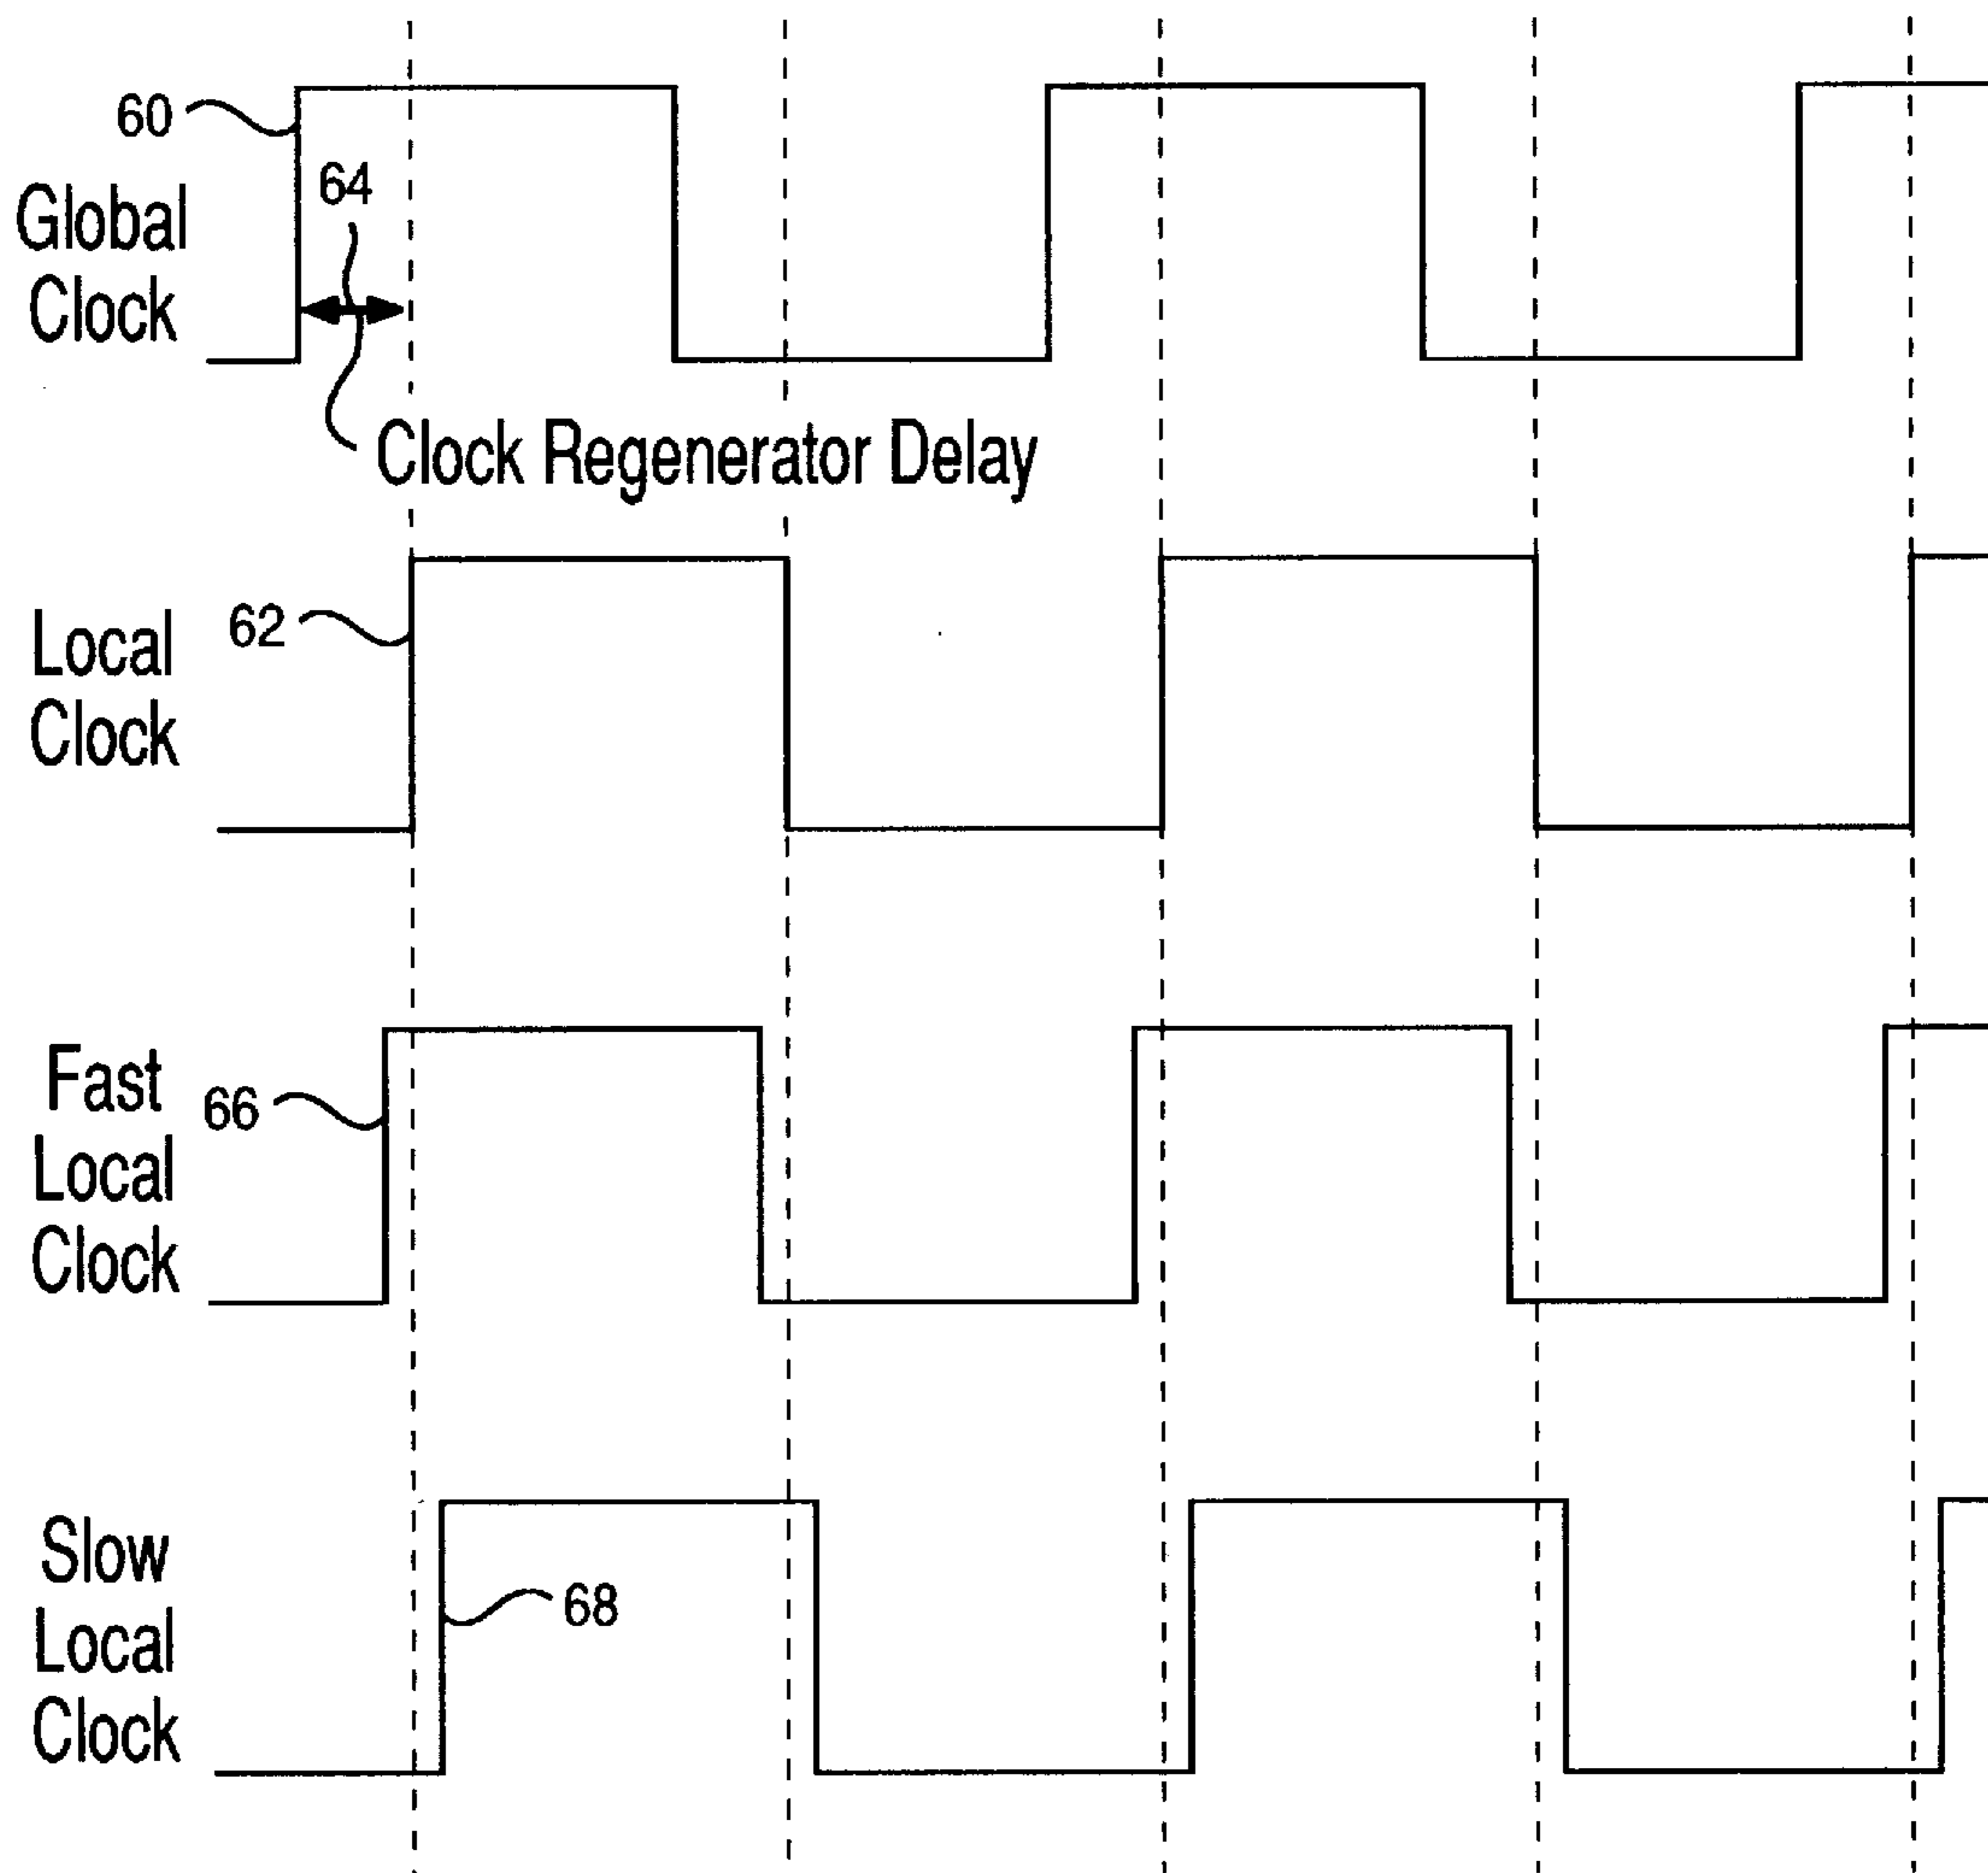 60
Global
Clock
64
Clock Regenerator Delay
62
Local
Clock
66
Fast
Local
Clock
Slow
Local
Clock
68